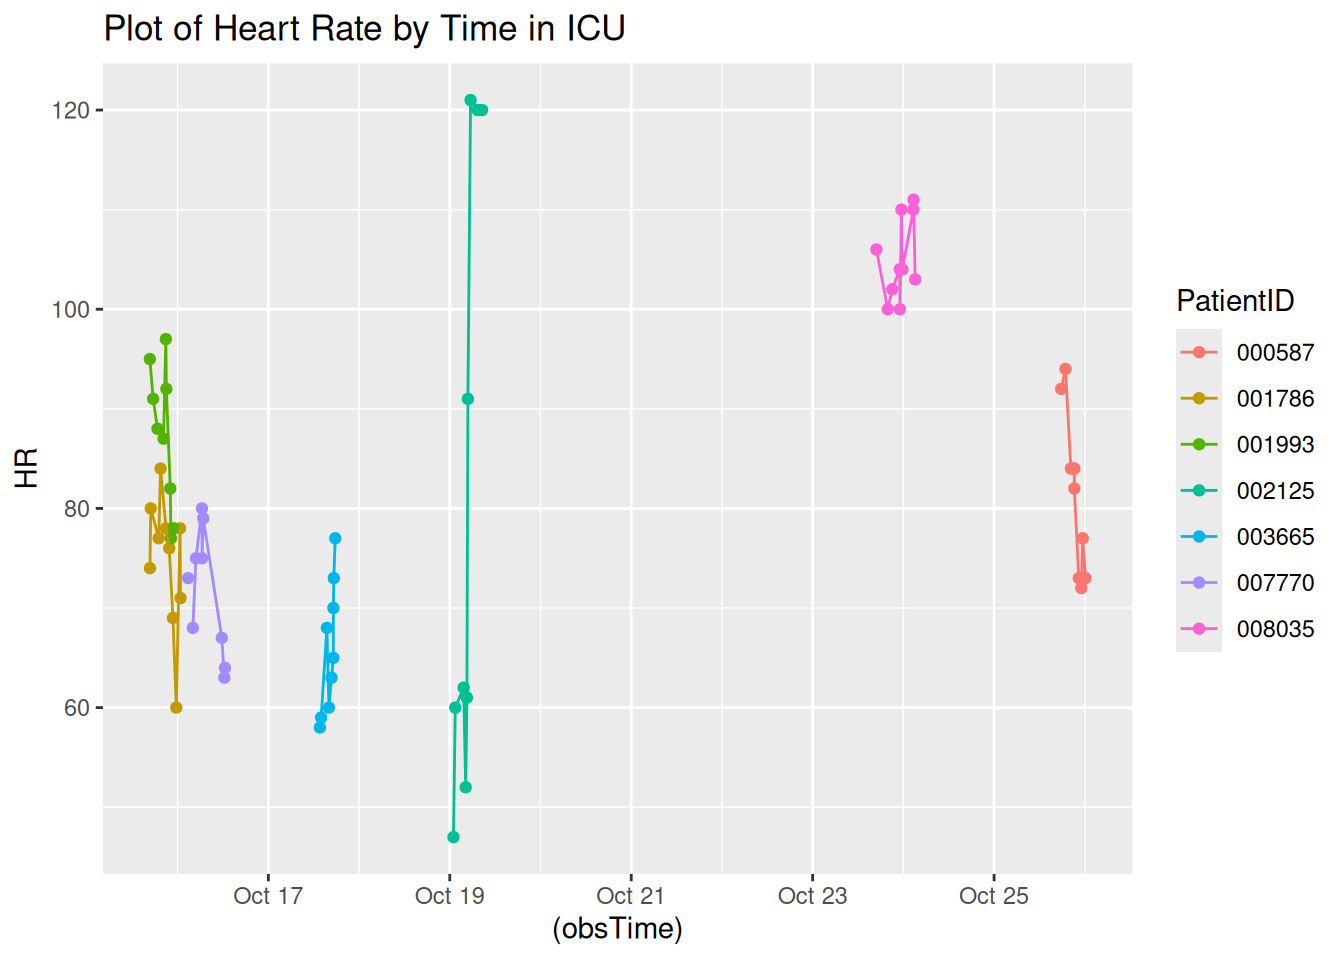 Plot of Heart Rate by Time in ICU
120
100
80
60
HR
Oct 17
Oct 19
Oct 21
Oct 23
Oct 25
(obsTime)
PatientID
000587
001786
001993
002125
003665
007770
008035